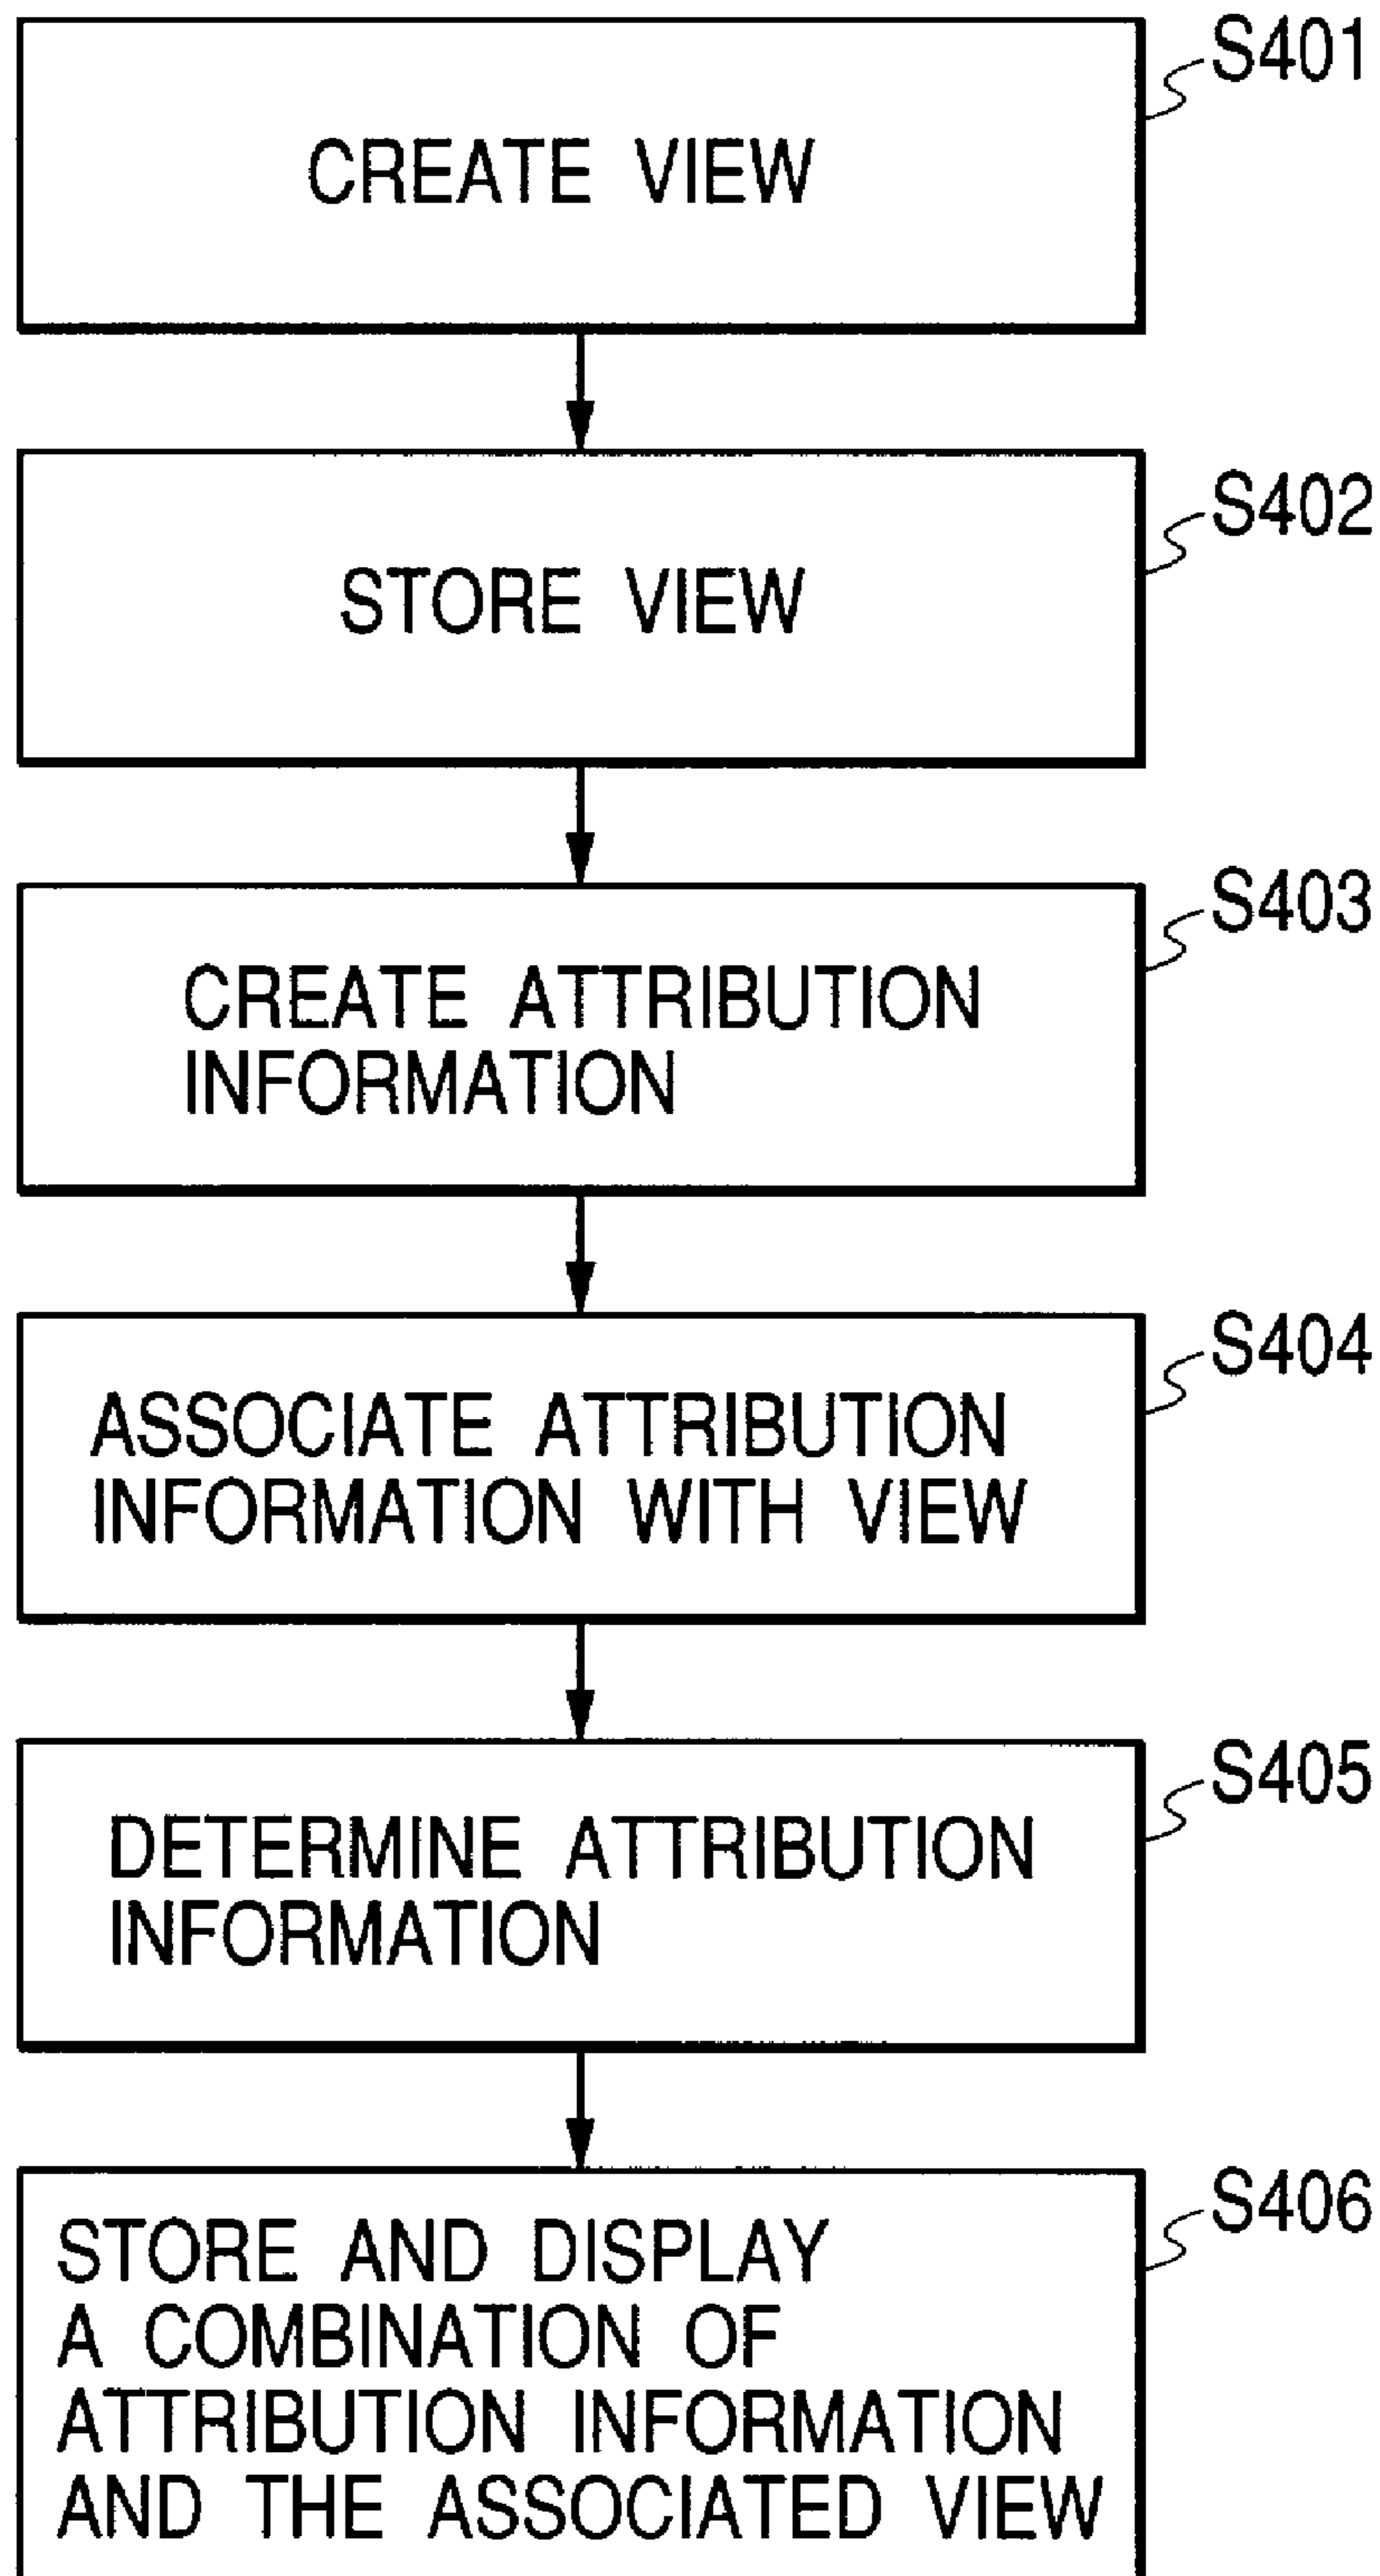 S401
CREATE VIEW
S402
STORE VIEW
S403
CREATE ATTRIBUTION
INFORMATION
S404
ASSOCIATE ATTRIBUTION
INFORMATION WITH VIEW
S405
DETERMINE ATTRIBUTION
INFORMATION
S406
STORE AND DISPLAY
A COMBINATION OF
ATTRIBUTION INFORMATION
AND THE ASSOCIATED VIEW